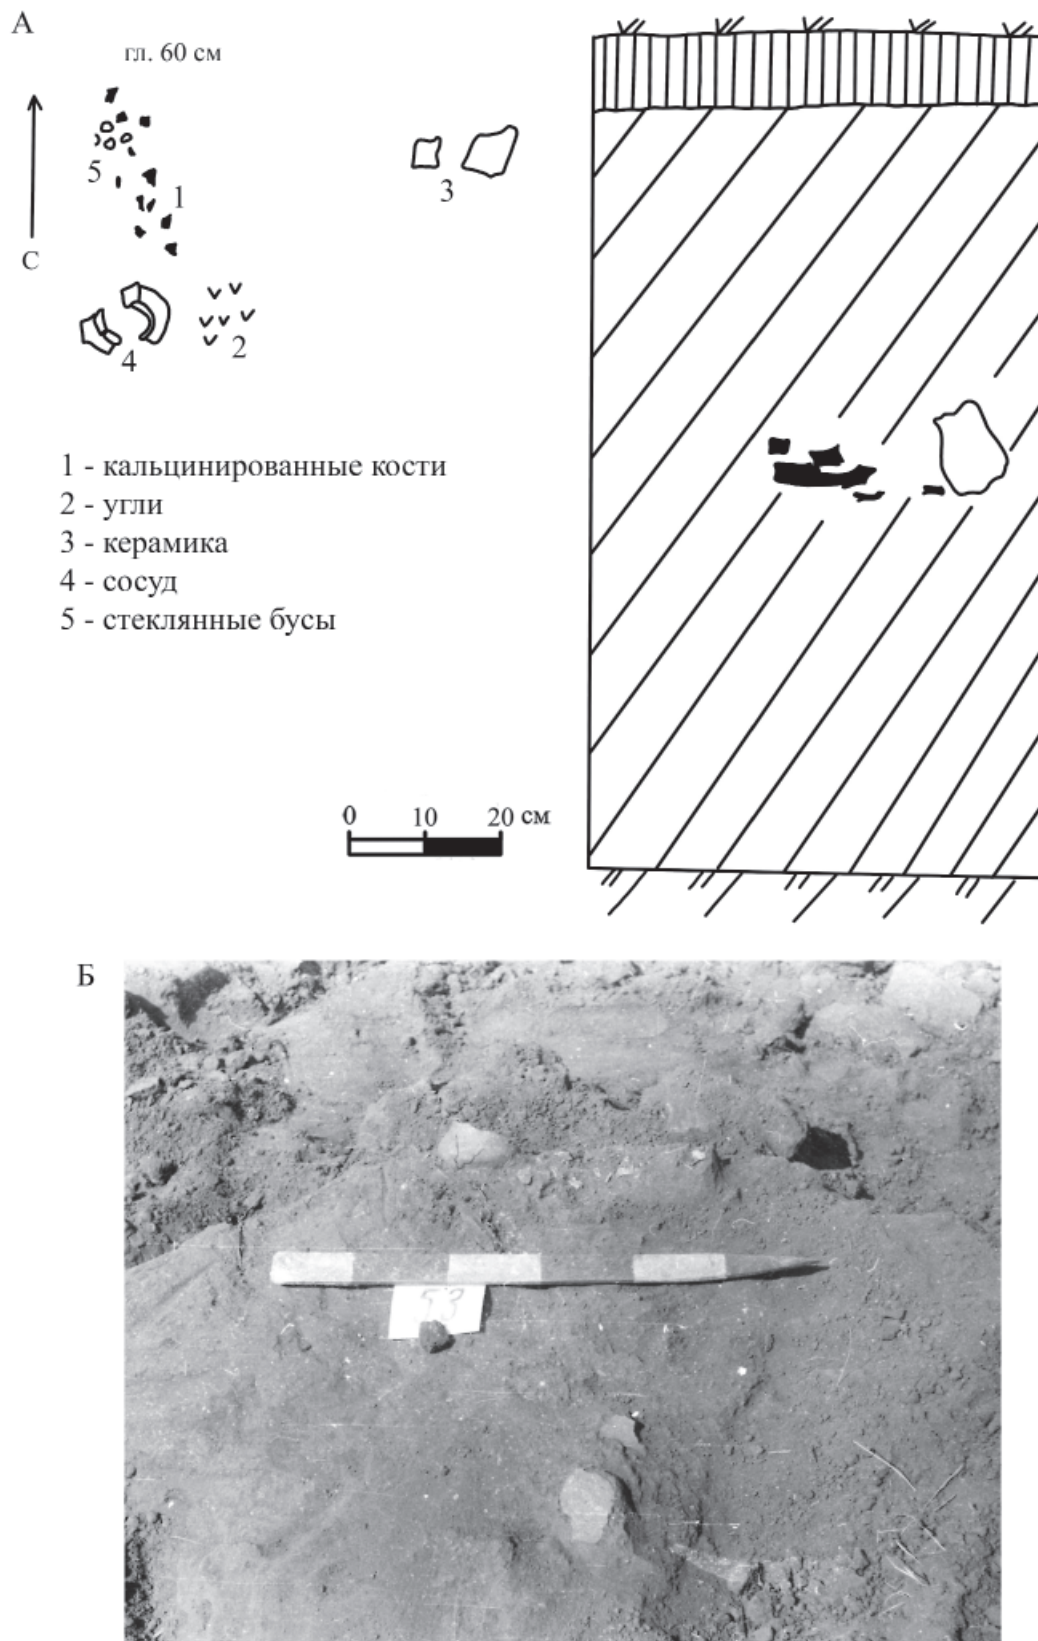 А
гл. 60 см
С
5
1
3
4
2
1 - кальцинированные кости
2 - угли
3 - керамика
4 - сосуд
5 - стеклянные бусы
0 10 20 см
Б
53